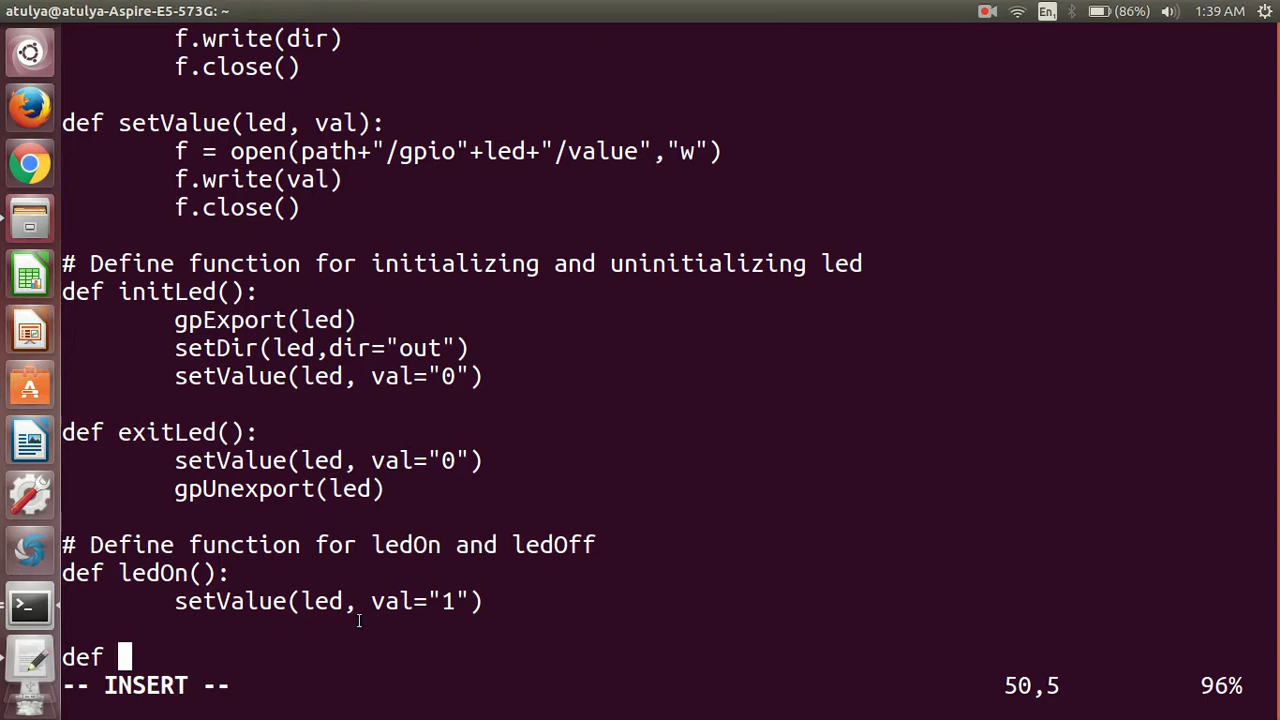 atulya@atulya-Aspire-E5-573G: ~
En1
(86%)
1:39 AM
f.write(dir)
f.close()
def setValue(led, val):
f = open(path+"/gpio"+led+"/value","w")
f.write(val)
f.close()
# Define function for initializing and uninitializing led
def initLed():
gpExport(led)
setDir(led,dir="out")
setValue(led, val="0")
def exitLed():
setValue(led, val="0")
gpUnexport(led)
# Define function for ledOn and ledOff
def ledOn():
setValue(led, val="1")
def
-- INSERT --
50,5
96%